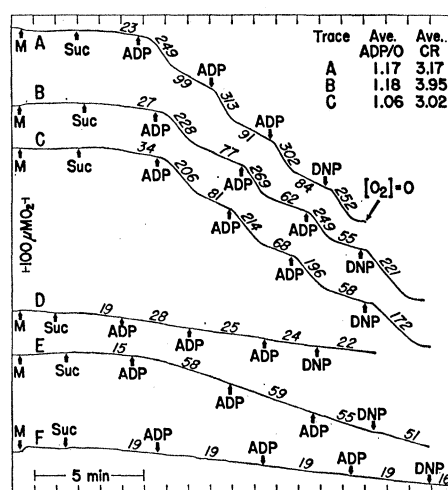 Trace Ave. ADP/O Ave.. CR
A 1.17 3.17
B 1.18 3.95
C 1.06 3.02
A
M Suc 23 ADP 249 99 ADP 313 91 ADP 302 84 DNP 252
[O₂]=0
B
M Suc 27 ADP 228 77 ADP 269 62 ADP 249 55 DNP 221
C
M Suc 34 ADP 206 81 ADP 214 68 ADP 196 58 DNP 172
100 μMO₂
D
M Suc 19 ADP 28 ADP 25 ADP 24 DNP 22
E
M Suc 15 ADP 58 ADP 59 ADP 55 DNP 51
F
M Suc 19 ADP 19 ADP 19 ADP 19 DNP
5 min